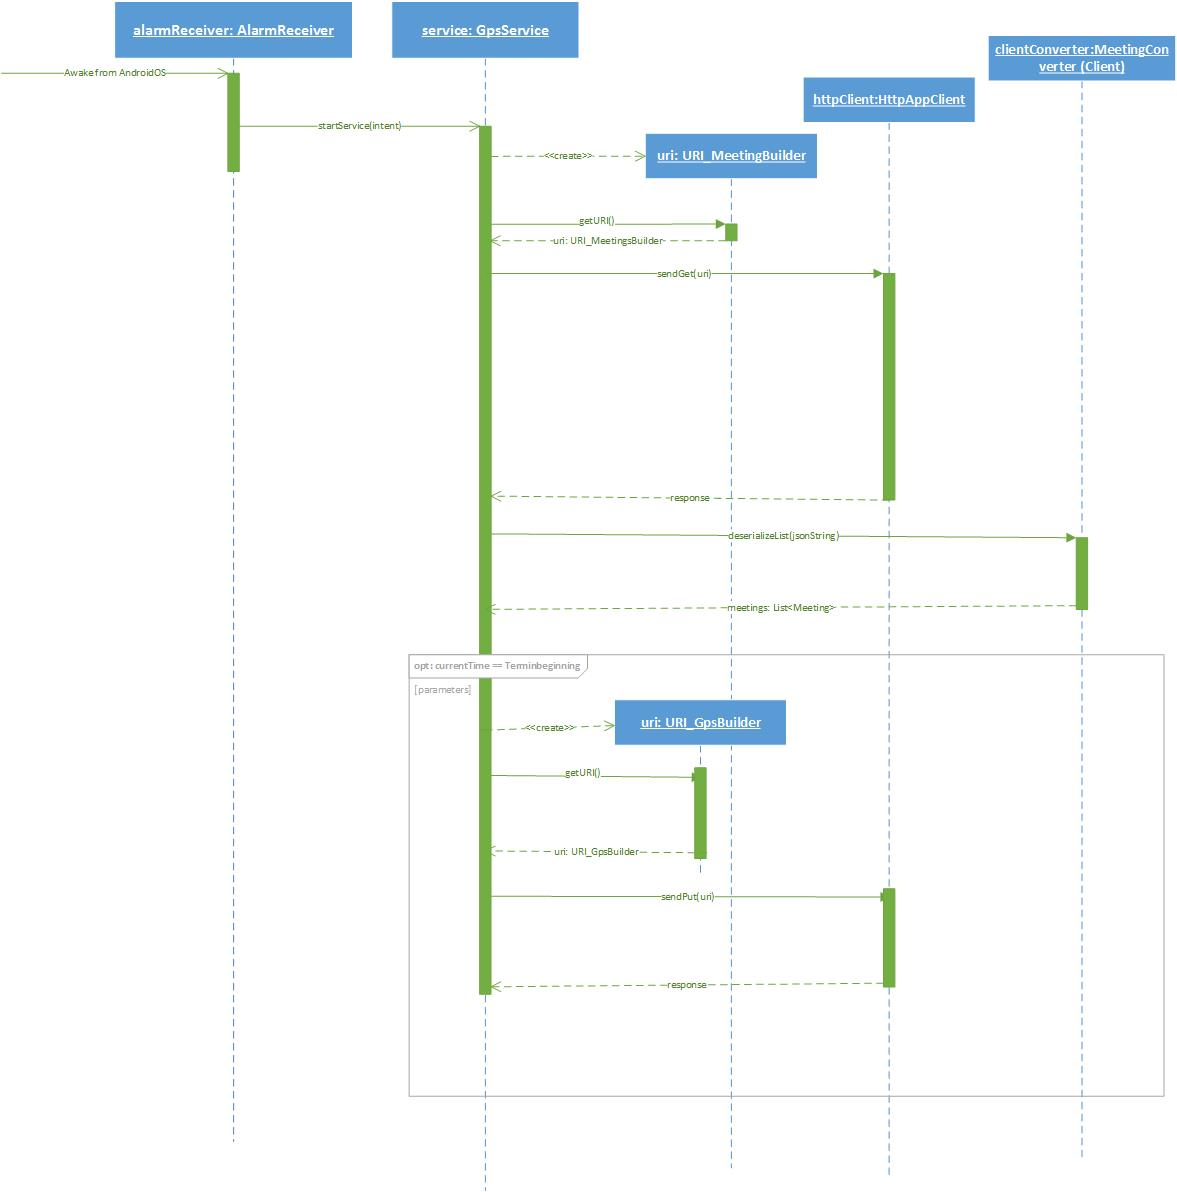 alarmReceiver: AlarmReceiver
service: GpsService
clientConverter:MeetingCon
verter (Client)
Awake from AndroidOS
httpClient:HttpAppClient
startService(intent)
<<create>>
uri: URI_MeetingBuilder
getURI()
uri: URI_MeetingsBuilder
sendGet(uri)
response
deserializeList(jsonString)
meetings: List<Meeting>
opt: currentTime == Terminbeginning
[parameters]
<<create>>
uri: URI_GpsBuilder
getURI()
uri: URI_GpsBuilder
sendPut(uri)
response